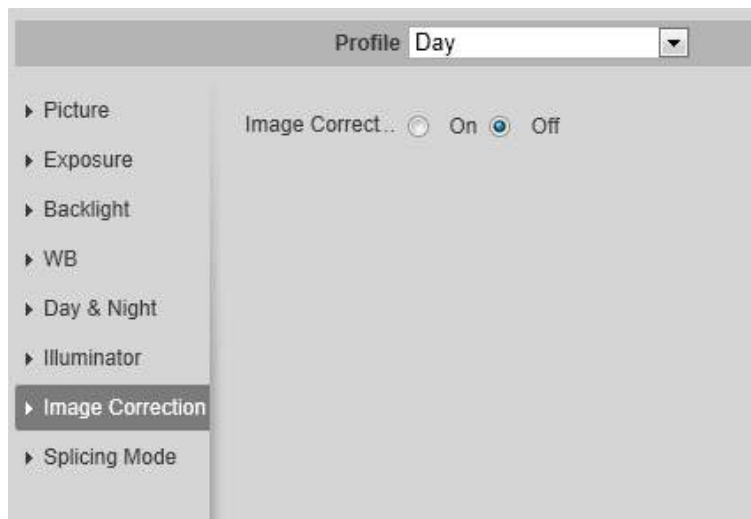 Profile Day
Picture
Exposure
Backlight
WB
Day & Night
Illuminator
Image Correction
Splicing Mode
Image Correct.. On Off